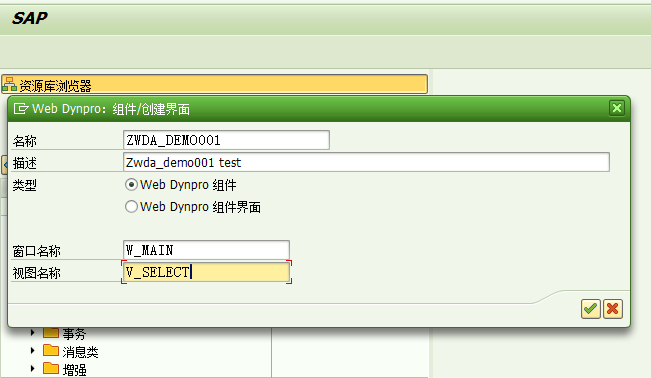 SAP
资源库浏览器
Web Dynpro：组件/创建界面
名称 ZWDA_DEMO001
描述 Zwda_demo001 test
类型 Web Dynpro 组件
Web Dynpro 组件界面
窗口名称 W_MAIN
视图名称 V_SELECT
事务
消息类
增强